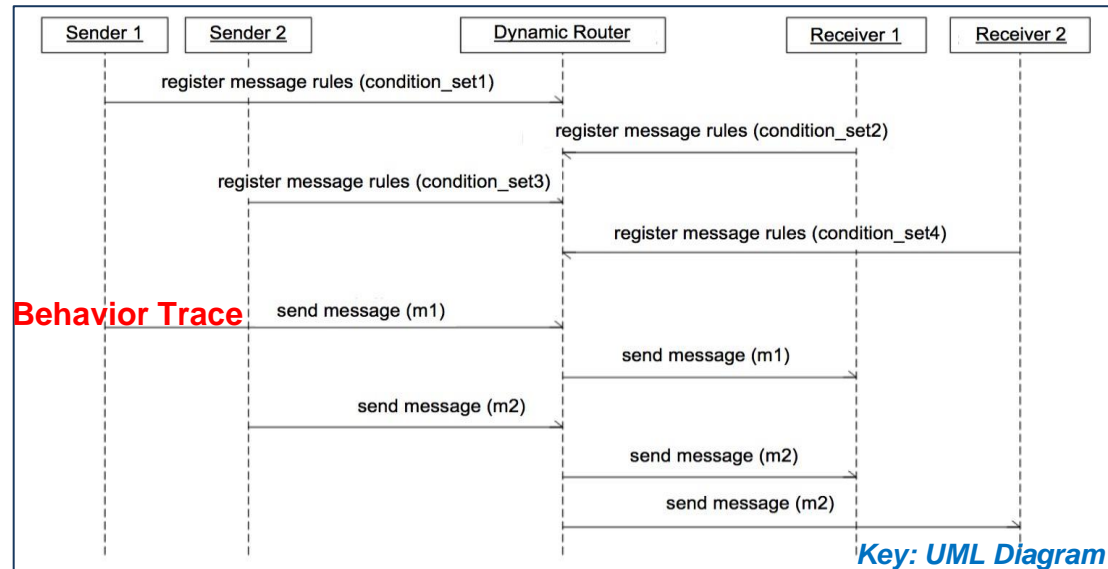 Sender 1
Sender 2
Dynamic Router
Receiver 1
Receiver 2
register message rules (condition_set1)
register message rules (condition_set2)
register message rules (condition_set3)
register message rules (condition_set4)
Behavior Trace
send message (m1)
send message (m1)
send message (m2)
send message (m2)
send message (m2)
Key: UML Diagram